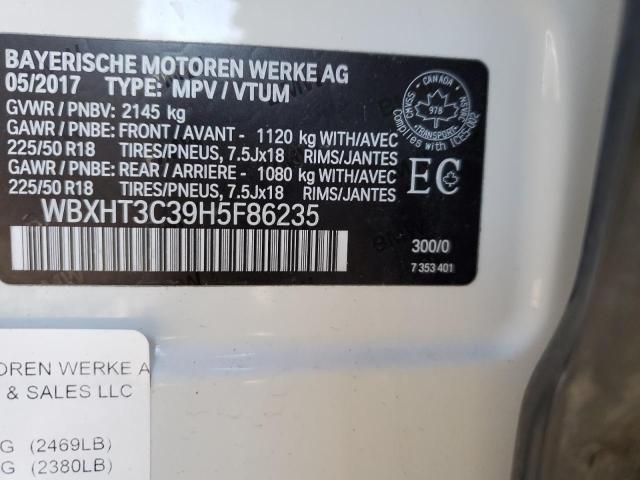 BAYERISCHE MOTOREN WERKE AG
05/2017 TYPE: MPV / VTUM
GVWR / PNBV: 2145 kg
GAWR / PNBE: FRONT / AVANT - 1120 kg WITH/AVEC
225/50 R18 TIRES/PNEUS, 7.5Jx18 RIMS/JANTES
GAWR / PNBE: REAR / ARRIERE - 1080 kg WITH/AVEC
225/50 R18 TIRES/PNEUS, 7.5Jx18 RIMS/JANTES
WBXHT3C39H5F86235
CANADA
978
TRANSPORT
EC
300/0
7 353 401
OREN WERKE A
& SALES LLC
G (2469LB)
G (2380LB)